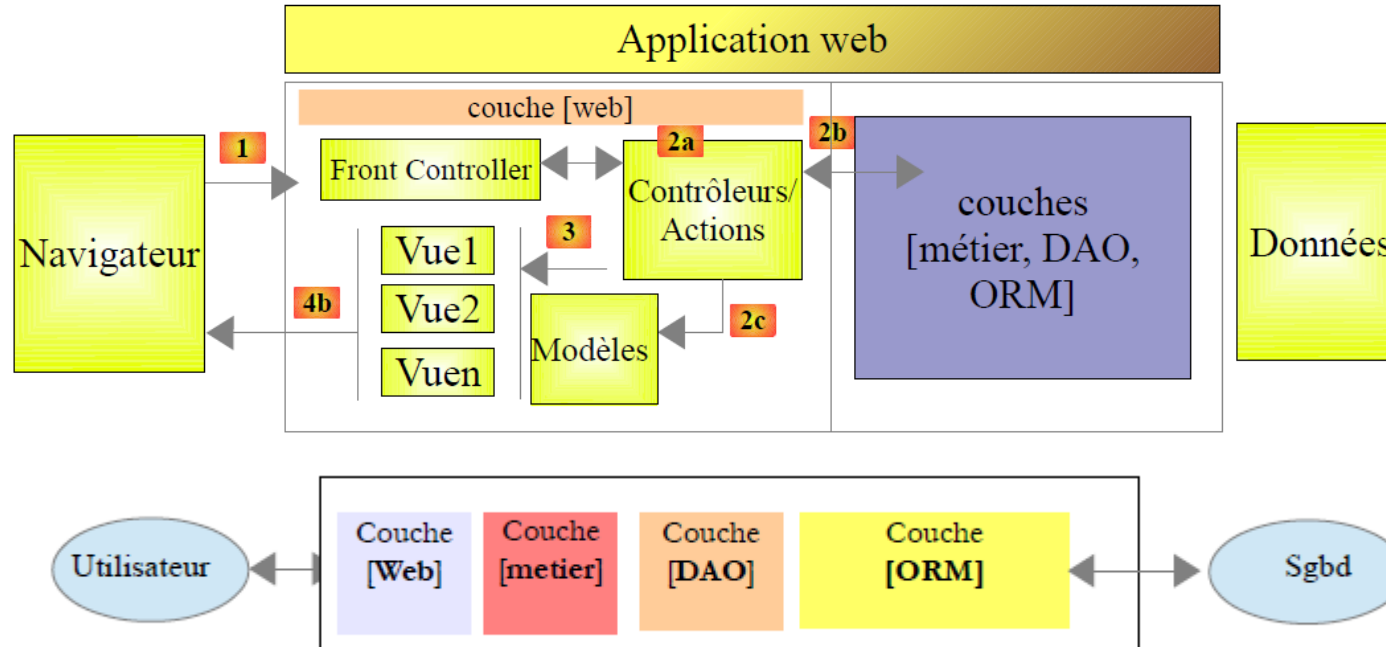 Application web
couche [web]
1
2a
2b
Front Controller
Contrôleurs/
Actions
couches
[métier, DAO,
ORM]
Navigateur
Données
Vue1
3
4b
Vue2
2c
Modèles
Vuen
Utilisateur
Couche
[Web]
Couche
[metier]
Couche
[DAO]
Couche
[ORM]
Sgbd